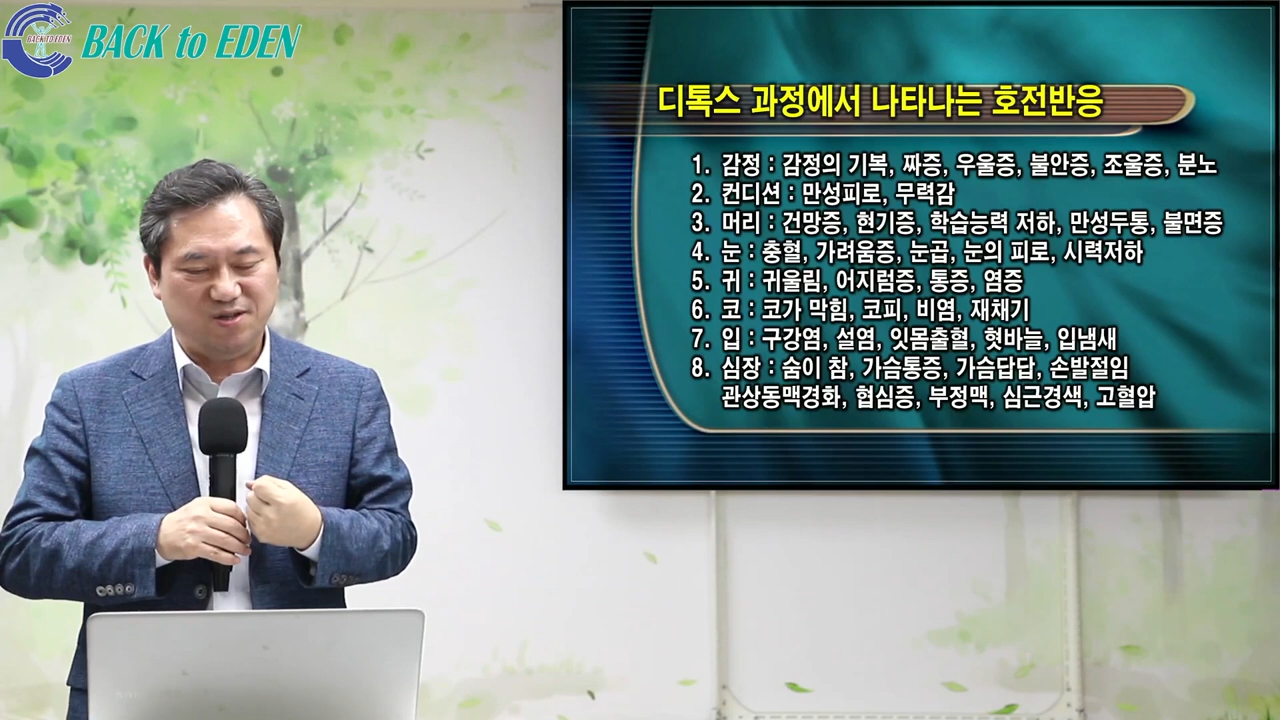 BACK TO EDEN
BACK to EDEN
디톡스 과정에서 나타나는 호전반응
1. 감정 : 감정의 기복, 짜증, 우울증, 불안증, 조울증, 분노
2. 컨디션 : 만성피로, 무력감
3. 머리 : 건망증, 현기증, 학습능력 저하, 만성두통, 불면증
4. 눈 : 충혈, 가려움증, 눈곱, 눈의 피로, 시력저하
5. 귀 : 귀울림, 어지럼증, 통증, 염증
6. 코 : 코가 막힘, 코피, 비염, 재채기
7. 입 : 구강염, 설염, 잇몸출혈, 혓바늘, 입냄새
8. 심장 : 숨이 참, 가슴통증, 가슴답답, 손발절임
관상동맥경화, 협심증, 부정맥, 심근경색, 고혈압